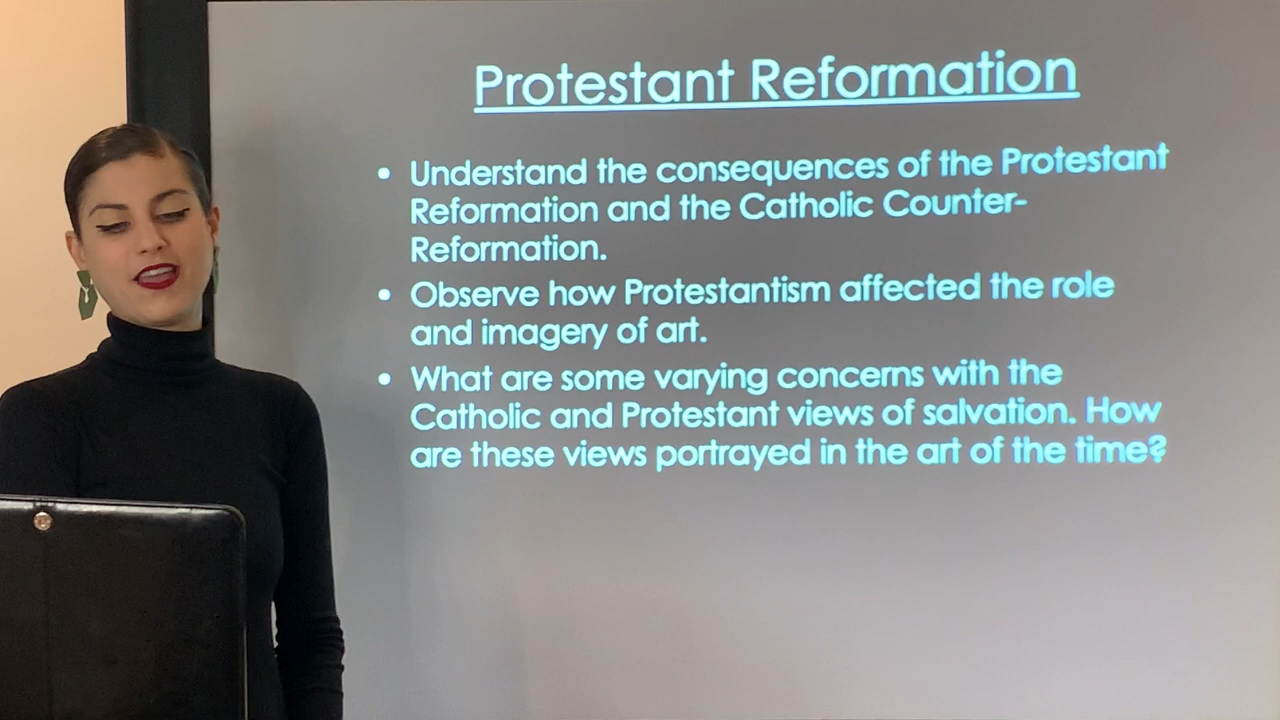 Protestant Reformation
• Understand the consequences of the Protestant
Reformation and the Catholic Counter-
Reformation.
• Observe how Protestantism affected the role
and imagery of art.
• What are some varying concerns with the
Catholic and Protestant views of salvation. How
are these views portrayed in the art of the time?